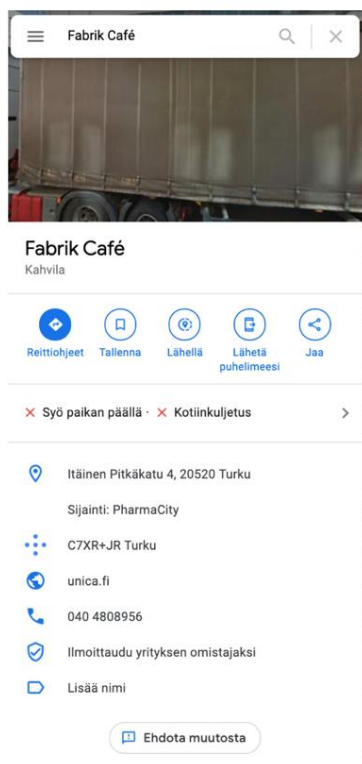 Fabrik Café
Fabrik Café
Kahvila
Reittiohjeet
Tallenna
Lähellä
Lähetä
puhelimeesi
Jaa
Syö paikan päällä · Kotiinkuljetus
Itäinen Pitkäkatu 4, 20520 Turku
Sijainti: PharmaCity
C7XR+JR Turku
unica.fi
040 4808956
Ilmoittaudu yrityksen omistajaksi
Lisää nimi
Ehdota muutosta